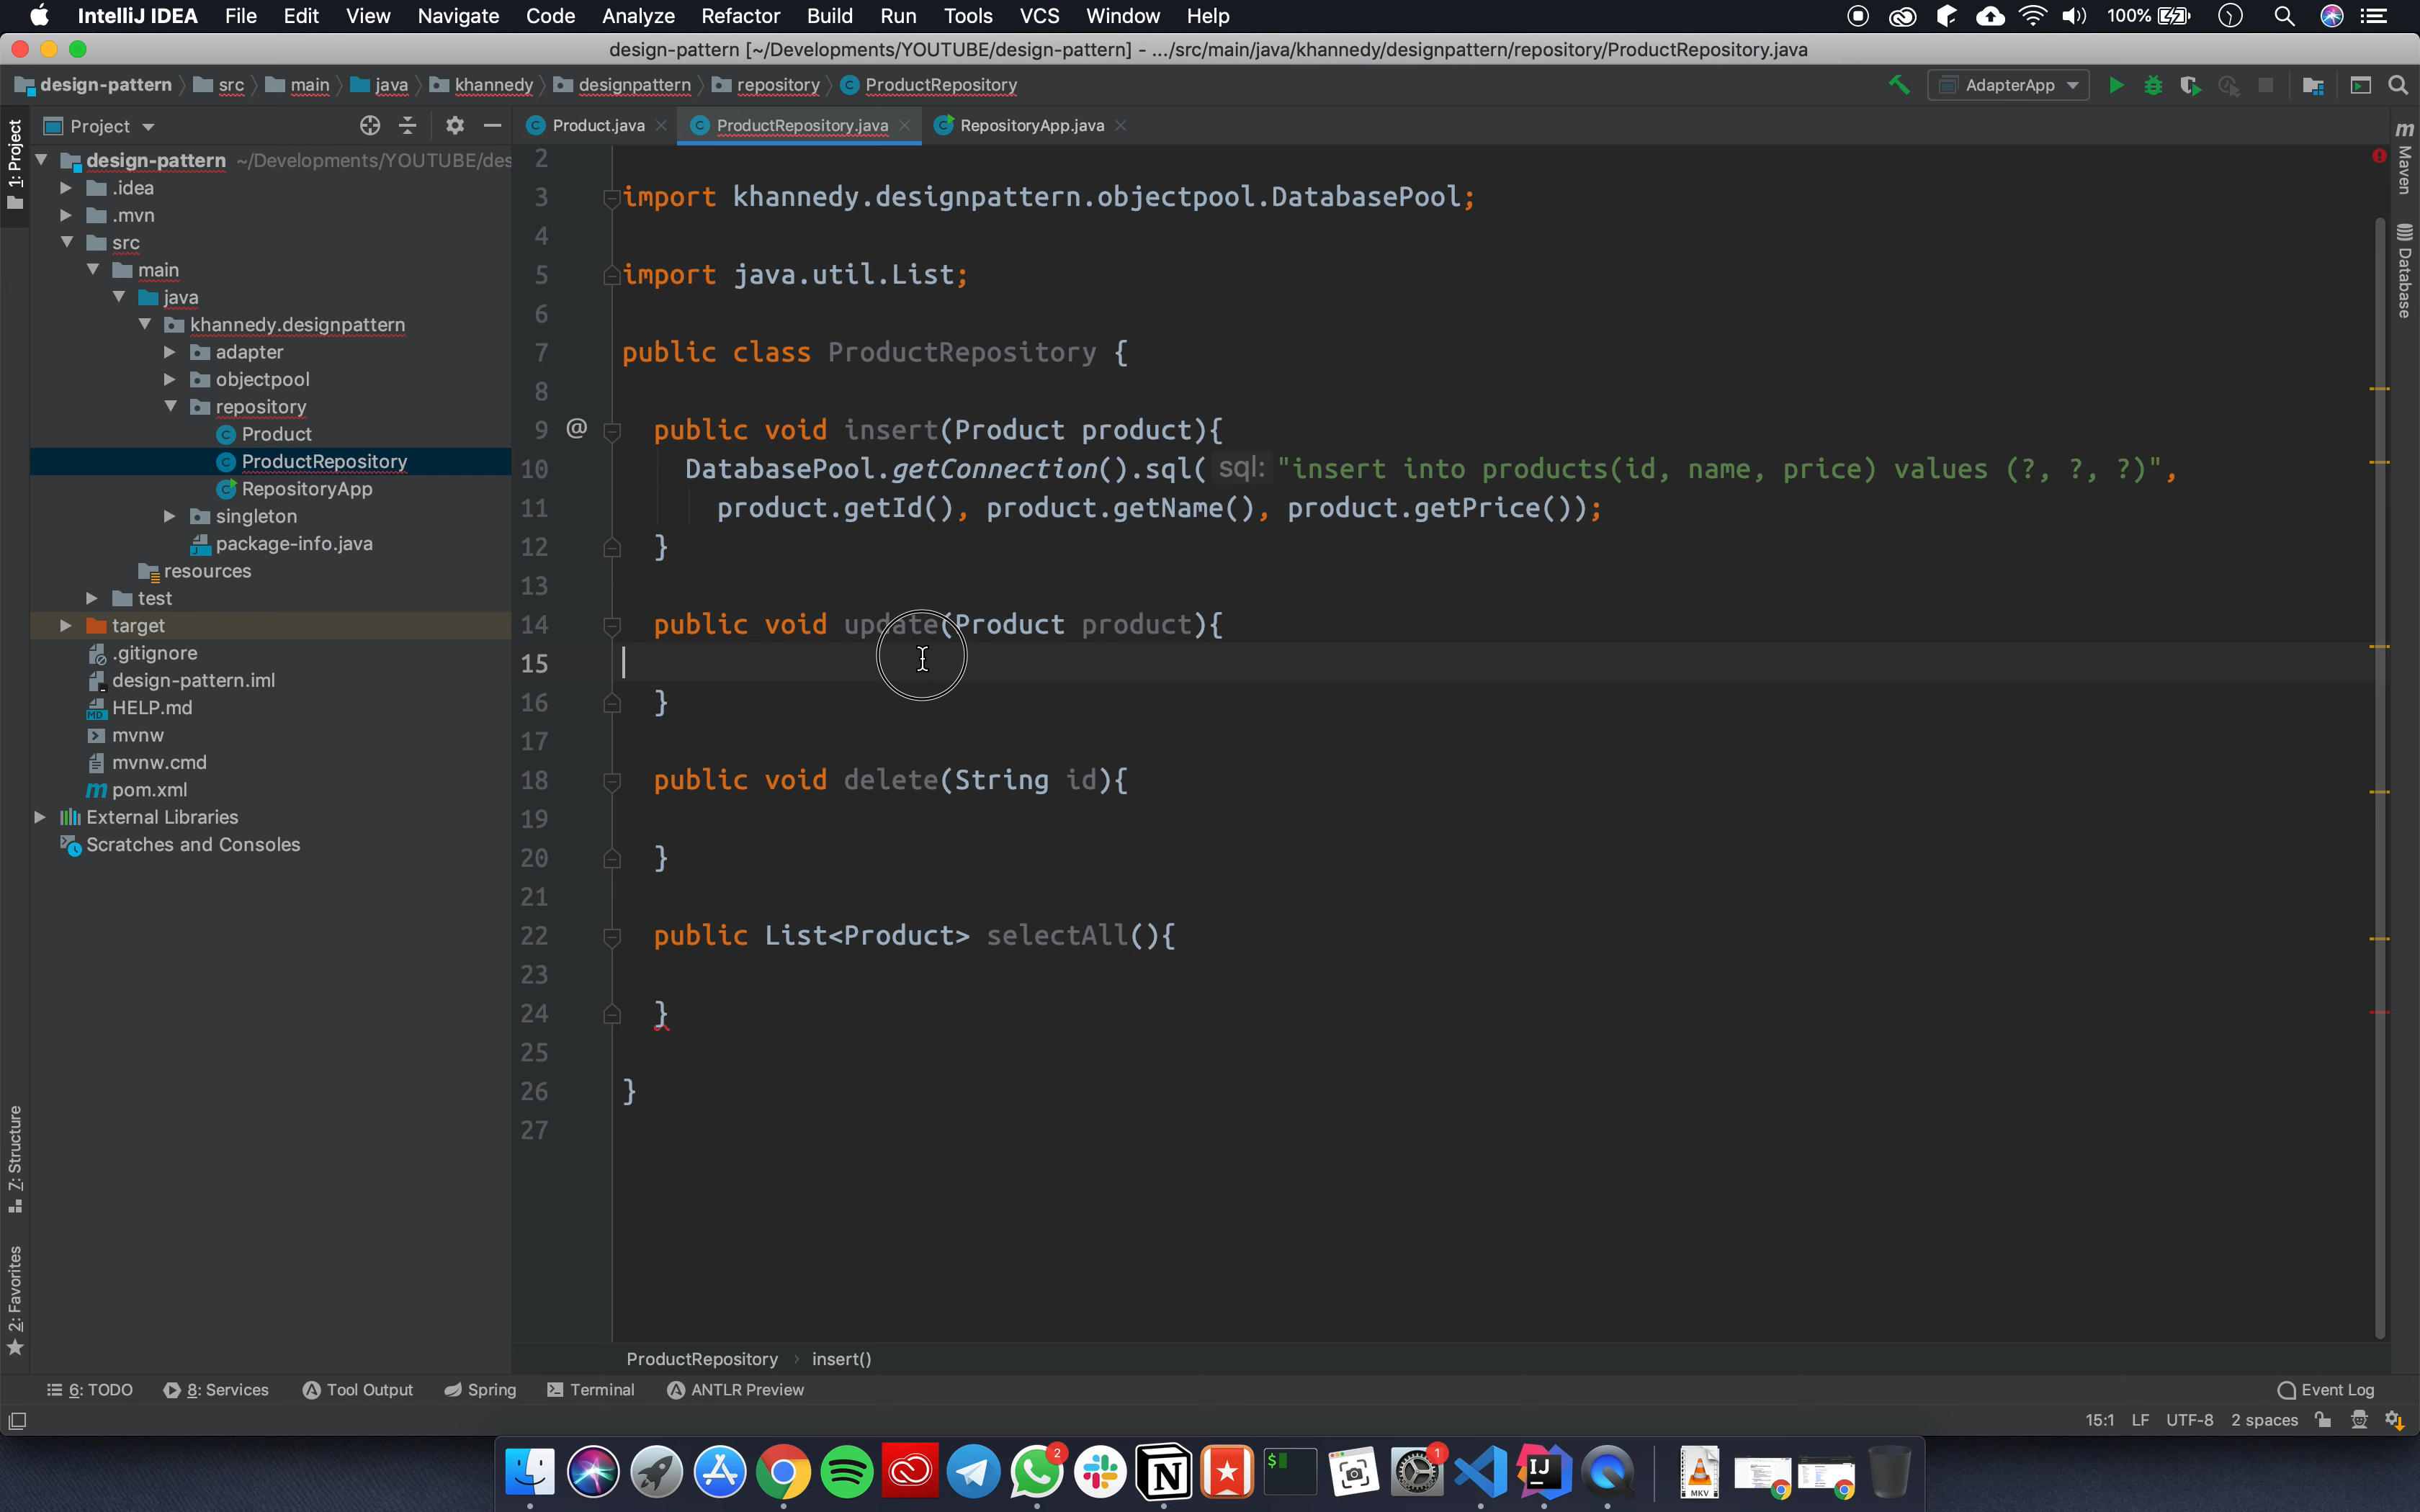 IntelliJ IDEA File Edit View Navigate Code Analyze Refactor Build Run Tools VCS Window Help 100%
design-pattern [~/Developments/YOUTUBE/design-pattern] - .../src/main/java/khannedy/designpattern/repository/ProductRepository.java
design-pattern src main java khannedy designpattern repository ProductRepository AdapterApp
1: Project
Project
Product.java ProductRepository.java RepositoryApp.java
design-pattern ~/Developments/YOUTUBE/des
.idea
.mvn
src
main
java
khannedy.designpattern
adapter
objectpool
repository
Product
ProductRepository
RepositoryApp
singleton
package-info.java
resources
test
target
.gitignore
design-pattern.iml
HELP.md
mvnw
mvnw.cmd
pom.xml
External Libraries
Scratches and Consoles
7: Structure
2: Favorites
2
3 import khannedy.designpattern.objectpool.DatabasePool;
4
5 import java.util.List;
6
7 public class ProductRepository {
8
9 @ public void insert(Product product){
10 DatabasePool.getConnection().sql( sql: "insert into products(id, name, price) values (?, ?, ?)",
11 product.getId(), product.getName(), product.getPrice());
12 }
13
14 public void update(Product product){
15
16 }
17
18 public void delete(String id){
19
20 }
21
22 public List<Product> selectAll(){
23
24 }
25
26 }
27
m Maven
Database
ProductRepository › insert()
6: TODO 8: Services Tool Output Spring Terminal ANTLR Preview Event Log
15:1 LF UTF-8 2 spaces
2
1
N
$
IJ
MKV